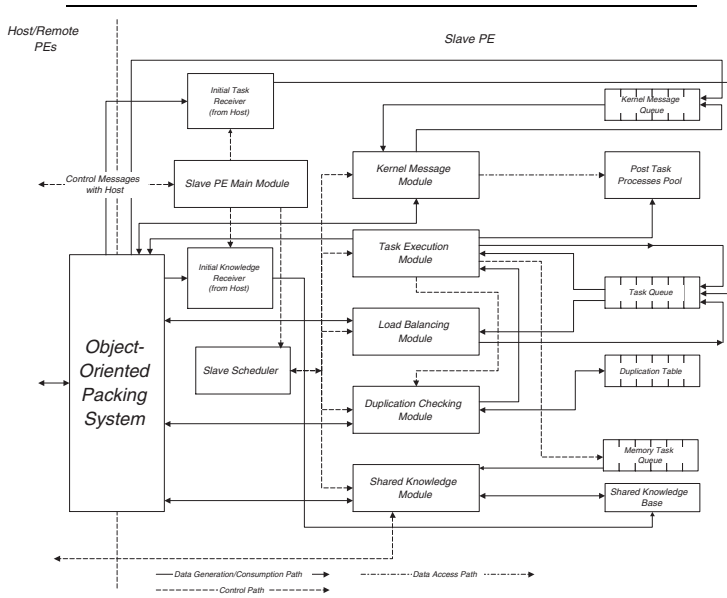 Host/Remote
PEs
Slave PE
Initial Task
Receiver
(from Host)
Kernel Message
Queue
Control Messages
with Host
Slave PE Main Module
Kernel Message
Module
Post Task
Processes Pool
Initial Knowledge
Receiver
(from Host)
Task Execution
Module
Task Queue
Object-
Oriented
Packing
System
Load Balancing
Module
Slave Scheduler
Duplication Table
Duplication Checking
Module
Memory Task
Queue
Shared Knowledge
Module
Shared Knowledge
Base
Data Generation/Consumption Path
Data Access Path
Control Path